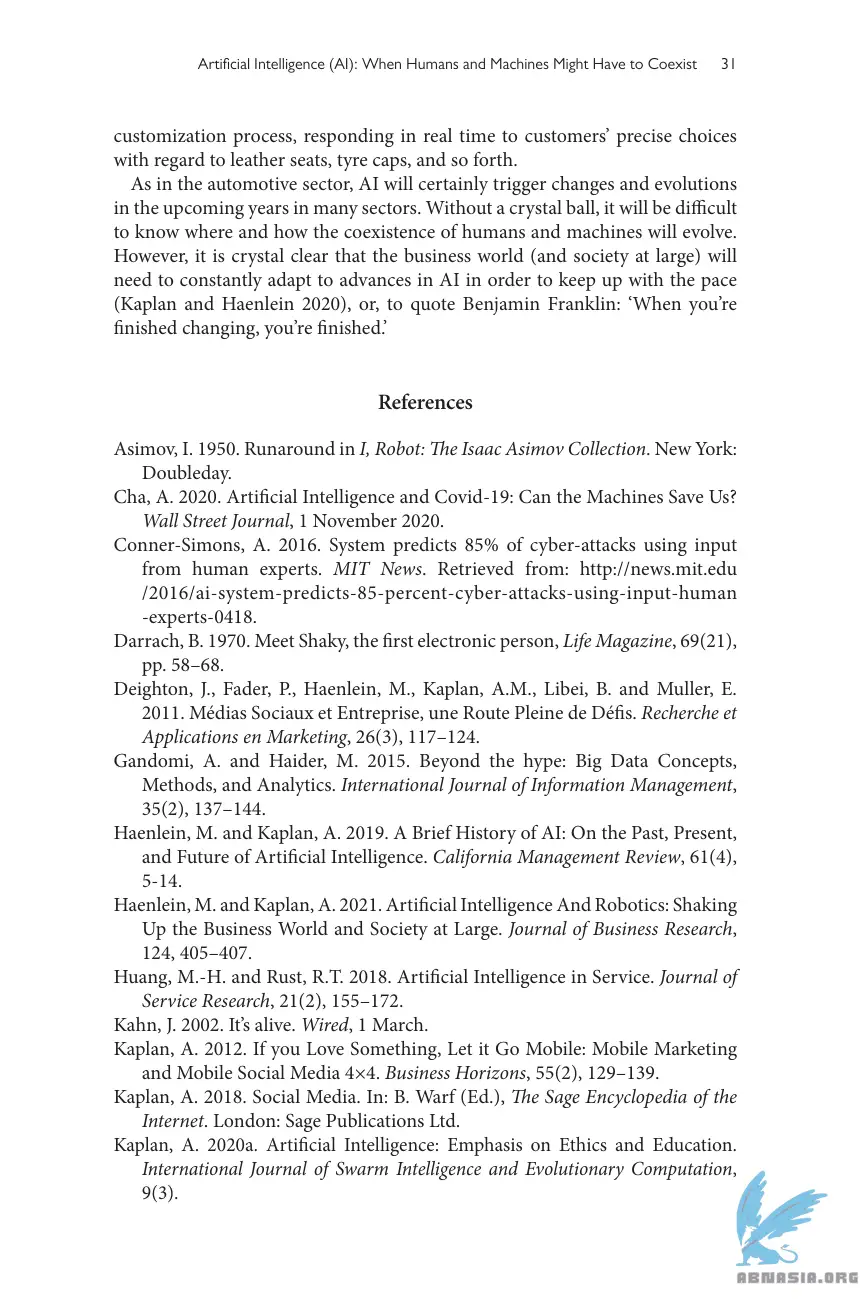 Artificial Intelligence (AI): When Humans and Machines Might Have to Coexist 31
customization process, responding in real time to customers’ precise choices
with regard to leather seats, tyre caps, and so forth.
As in the automotive sector, AI will certainly trigger changes and evolutions
in the upcoming years in many sectors. Without a crystal ball, it will be difficult
to know where and how the coexistence of humans and machines will evolve.
However, it is crystal clear that the business world (and society at large) will
need to constantly adapt to advances in AI in order to keep up with the pace
(Kaplan and Haenlein 2020), or, to quote Benjamin Franklin: ‘When you’re
finished changing, you’re finished.’
References
Asimov, I. 1950. Runaround in I, Robot: The Isaac Asimov Collection. New York:
Doubleday.
Cha, A. 2020. Artificial Intelligence and Covid-19: Can the Machines Save Us?
Wall Street Journal, 1 November 2020.
Conner-Simons, A. 2016. System predicts 85% of cyber-attacks using input
from human experts. MIT News. Retrieved from: http://news.mit.edu
/2016/ai-system-predicts-85-percent-cyber-attacks-using-input-human
-experts-0418.
Darrach, B. 1970. Meet Shaky, the first electronic person, Life Magazine, 69(21),
pp. 58–68.
Deighton, J., Fader, P., Haenlein, M., Kaplan, A.M., Libei, B. and Muller, E.
2011. Médias Sociaux et Entreprise, une Route Pleine de Défis. Recherche et
Applications en Marketing, 26(3), 117–124.
Gandomi, A. and Haider, M. 2015. Beyond the hype: Big Data Concepts,
Methods, and Analytics. International Journal of Information Management,
35(2), 137–144.
Haenlein, M. and Kaplan, A. 2019. A Brief History of AI: On the Past, Present,
and Future of Artificial Intelligence. California Management Review, 61(4),
5-14.
Haenlein, M. and Kaplan, A. 2021. Artificial Intelligence And Robotics: Shaking
Up the Business World and Society at Large. Journal of Business Research,
124, 405–407.
Huang, M.-H. and Rust, R.T. 2018. Artificial Intelligence in Service. Journal of
Service Research, 21(2), 155–172.
Kahn, J. 2002. It’s alive. Wired, 1 March.
Kaplan, A. 2012. If you Love Something, Let it Go Mobile: Mobile Marketing
and Mobile Social Media 4×4. Business Horizons, 55(2), 129–139.
Kaplan, A. 2018. Social Media. In: B. Warf (Ed.), The Sage Encyclopedia of the
Internet. London: Sage Publications Ltd.
Kaplan, A. 2020a. Artificial Intelligence: Emphasis on Ethics and Education.
International Journal of Swarm Intelligence and Evolutionary Computation,
9(3).
ABNASIA.ORG